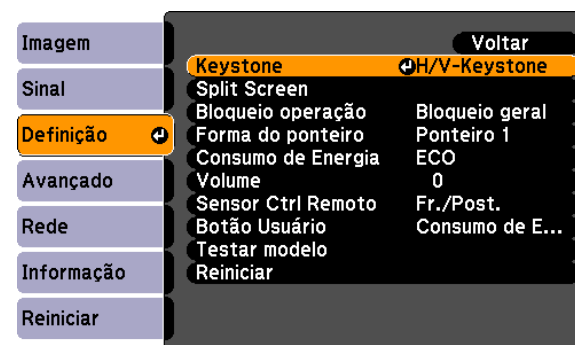 Imagem
Sinal
Definição
Avançado
Rede
Informação
Reiniciar
Voltar
Keystone H/V-Keystone
Split Screen
Bloqueio operação Bloqueio geral
Forma do ponteiro Ponteiro 1
Consumo de Energia ECO
Volume 0
Sensor Ctrl Remoto Fr./Post.
Botão Usuário Consumo de E...
Testar modelo
Reiniciar